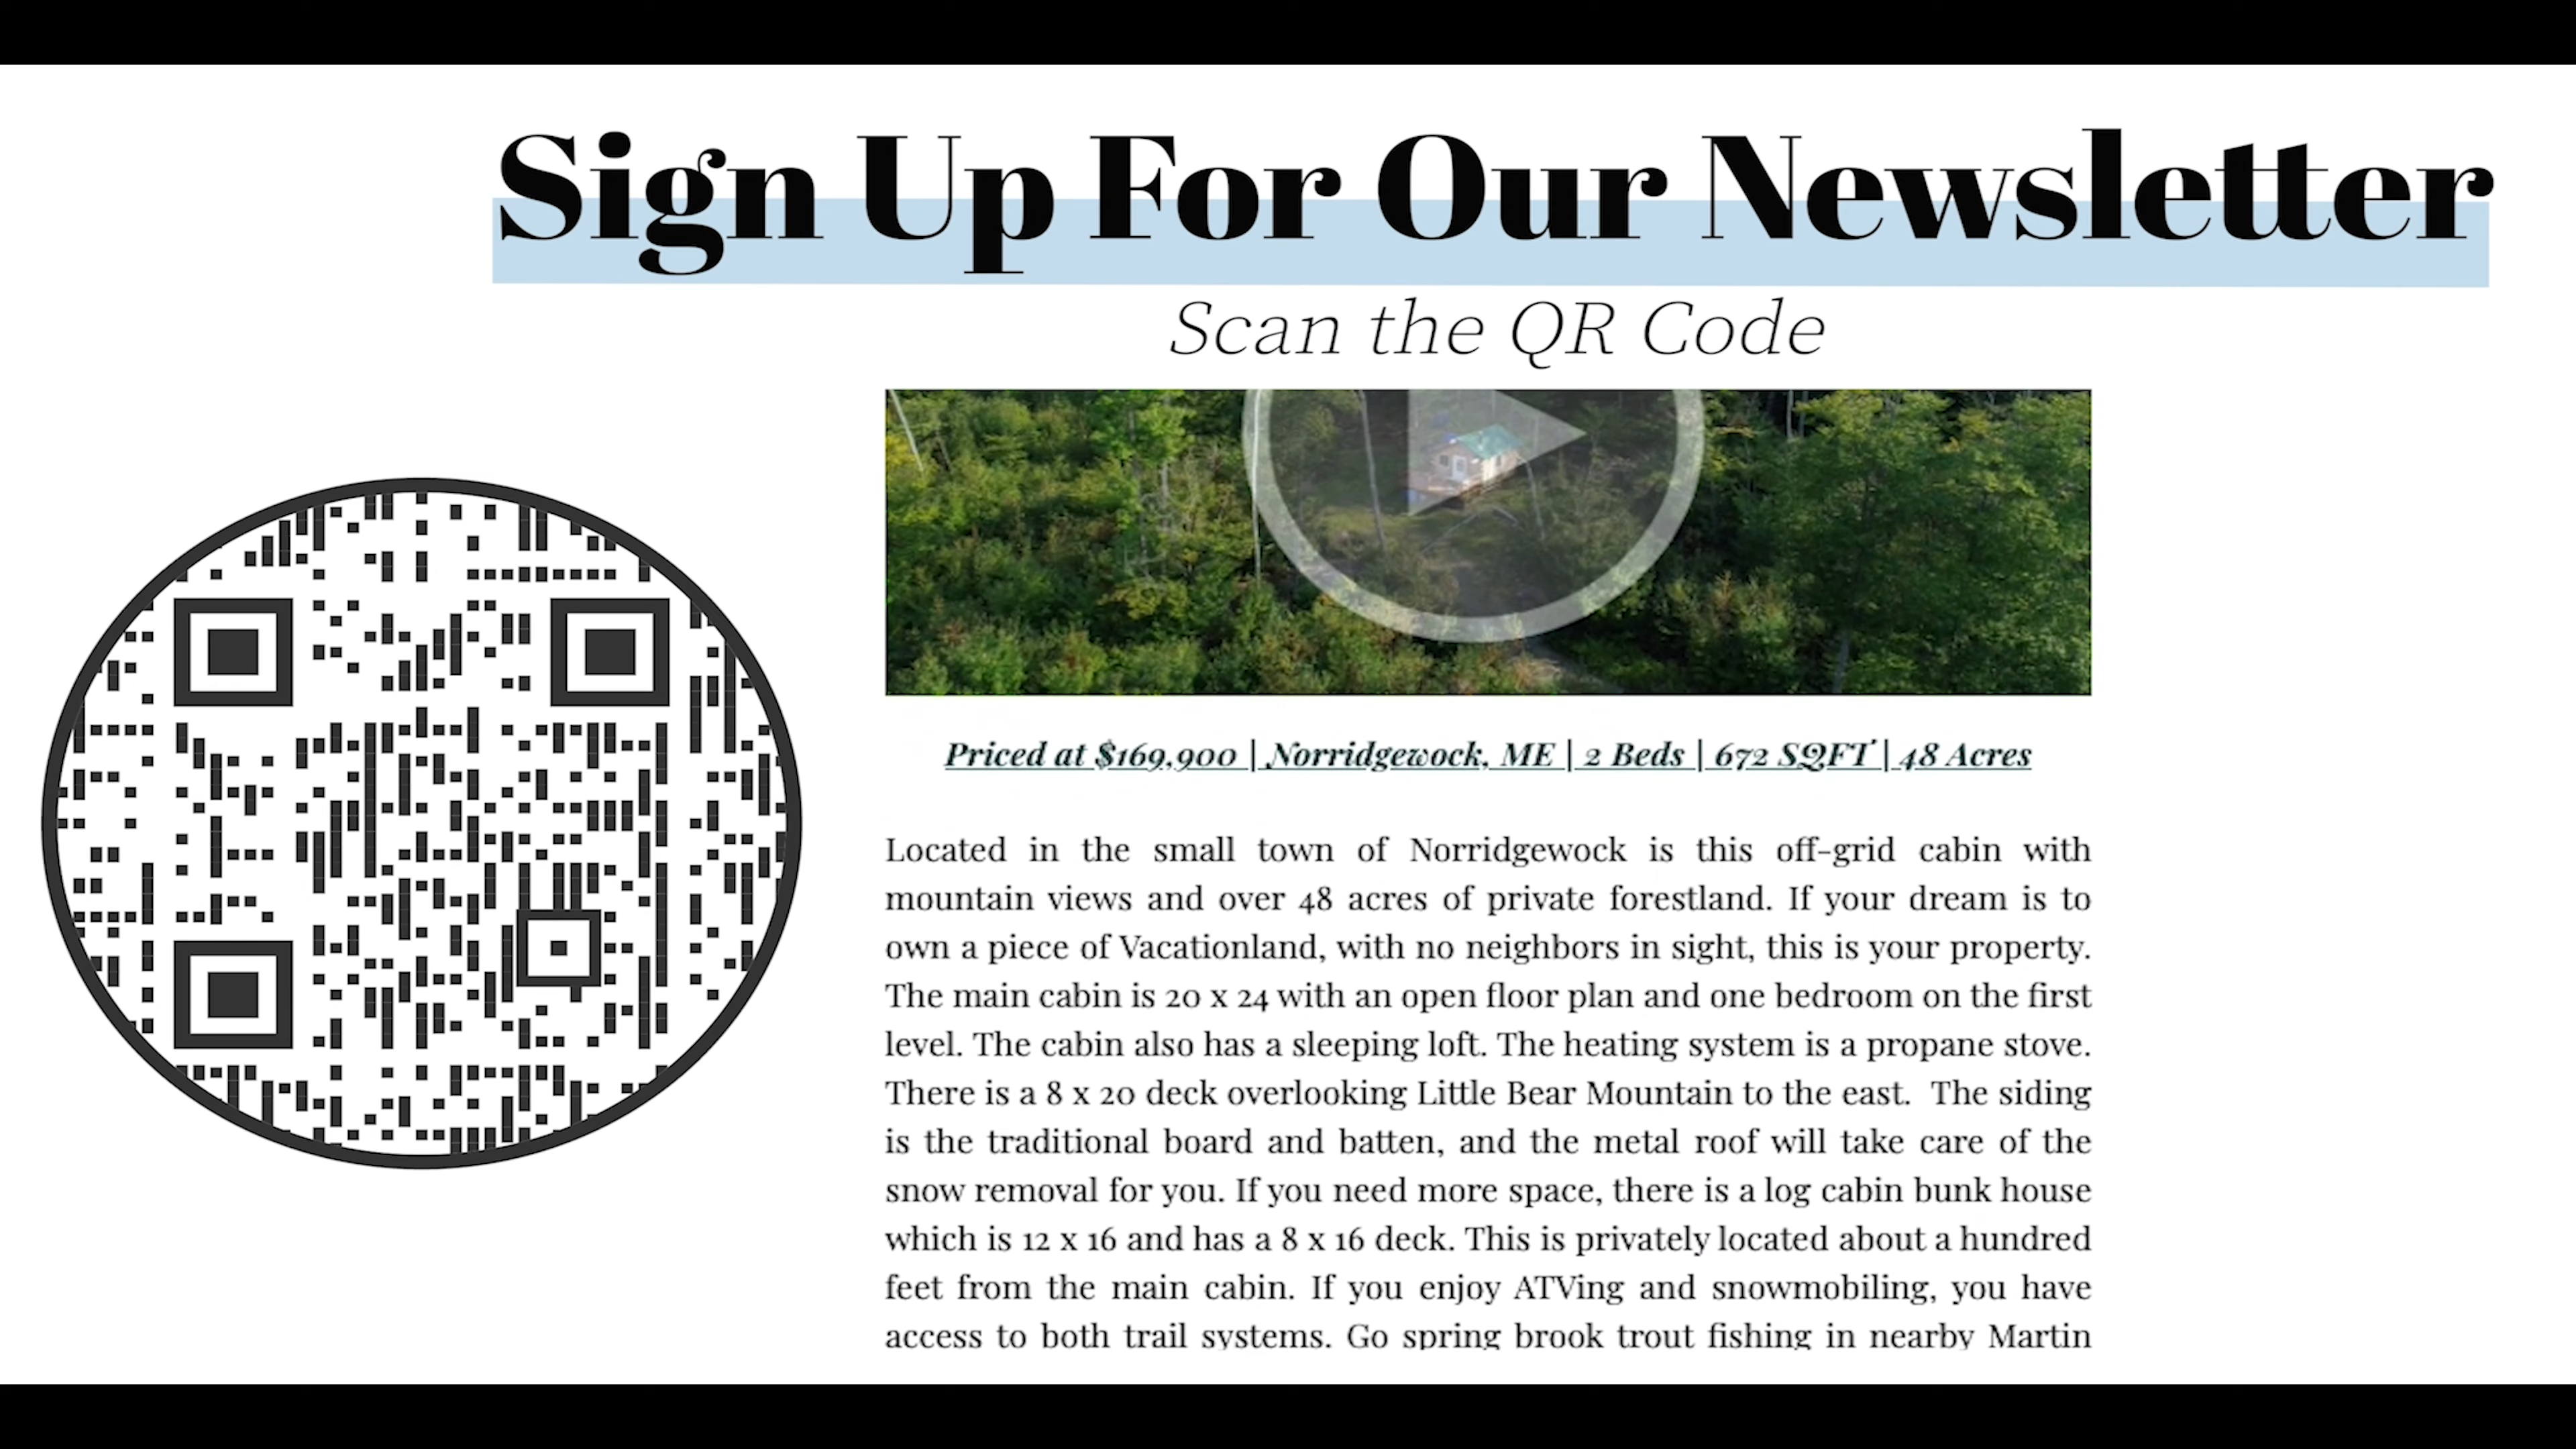 Sign Up For Our Newsletter
Scan the QR Code
Priced at $169,900 | Norridgewock, ME | 2 Beds | 672 SQFT | 48 Acres
Located in the small town of Norridgewock is this off-grid cabin with
mountain views and over 48 acres of private forestland. If your dream is to
own a piece of Vacationland, with no neighbors in sight, this is your property.
The main cabin is 20 x 24 with an open floor plan and one bedroom on the first
level. The cabin also has a sleeping loft. The heating system is a propane stove.
There is a 8 x 20 deck overlooking Little Bear Mountain to the east. The siding
is the traditional board and batten, and the metal roof will take care of the
snow removal for you. If you need more space, there is a log cabin bunk house
which is 12 x 16 and has a 8 x 16 deck. This is privately located about a hundred
feet from the main cabin. If you enjoy ATVing and snowmobiling, you have
access to both trail systems. Go spring brook trout fishing in nearby Martin